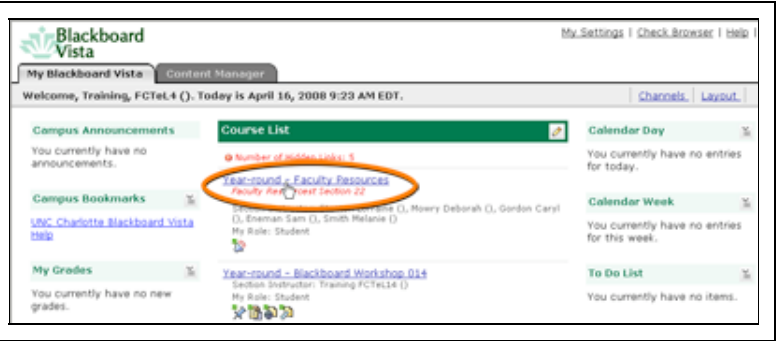 Blackboard
Vista
My Settings | Check Browser | Help |
My Blackboard Vista
Content Manager
Welcome, Training, FCTeL4 (). Today is April 16, 2008 9:23 AM EDT.
Channels Layout
Campus Announcements
You currently have no
announcements.
Campus Bookmarks
UNC Charlotte Blackboard Vista
Help
My Grades
You currently have no new
grades.
Course List
Number of Hidden Links: 5
Year-round - Faculty Resources
Faculty Section 22
(), Mowry Deborah (), Gordon Caryl
(), Eneman Sam (), Smith Melanie ()
My Role: Student
Year-round - Blackboard Workshop 014
Section Instructor: Training FCTeL14 ()
My Role: Student
Calendar Day
You currently have no entries
for today.
Calendar Week
You currently have no entries
for this week.
To Do List
You currently have no items.